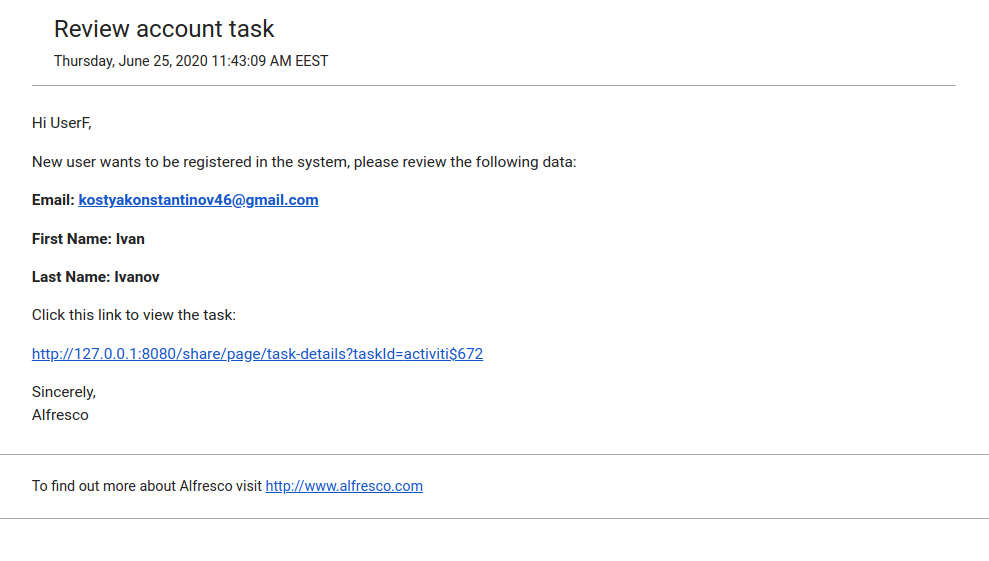 Review account task
Thursday, June 25, 2020 11:43:09 AM EEST
Hi UserF,
New user wants to be registered in the system, please review the following data:
Email: kostyakonstantinov46@gmail.com
First Name: Ivan
Last Name: Ivanov
Click this link to view the task:
http://127.0.0.1:8080/share/page/task-details?taskId=activiti$672
Sincerely,
Alfresco
To find out more about Alfresco visit http://www.alfresco.com